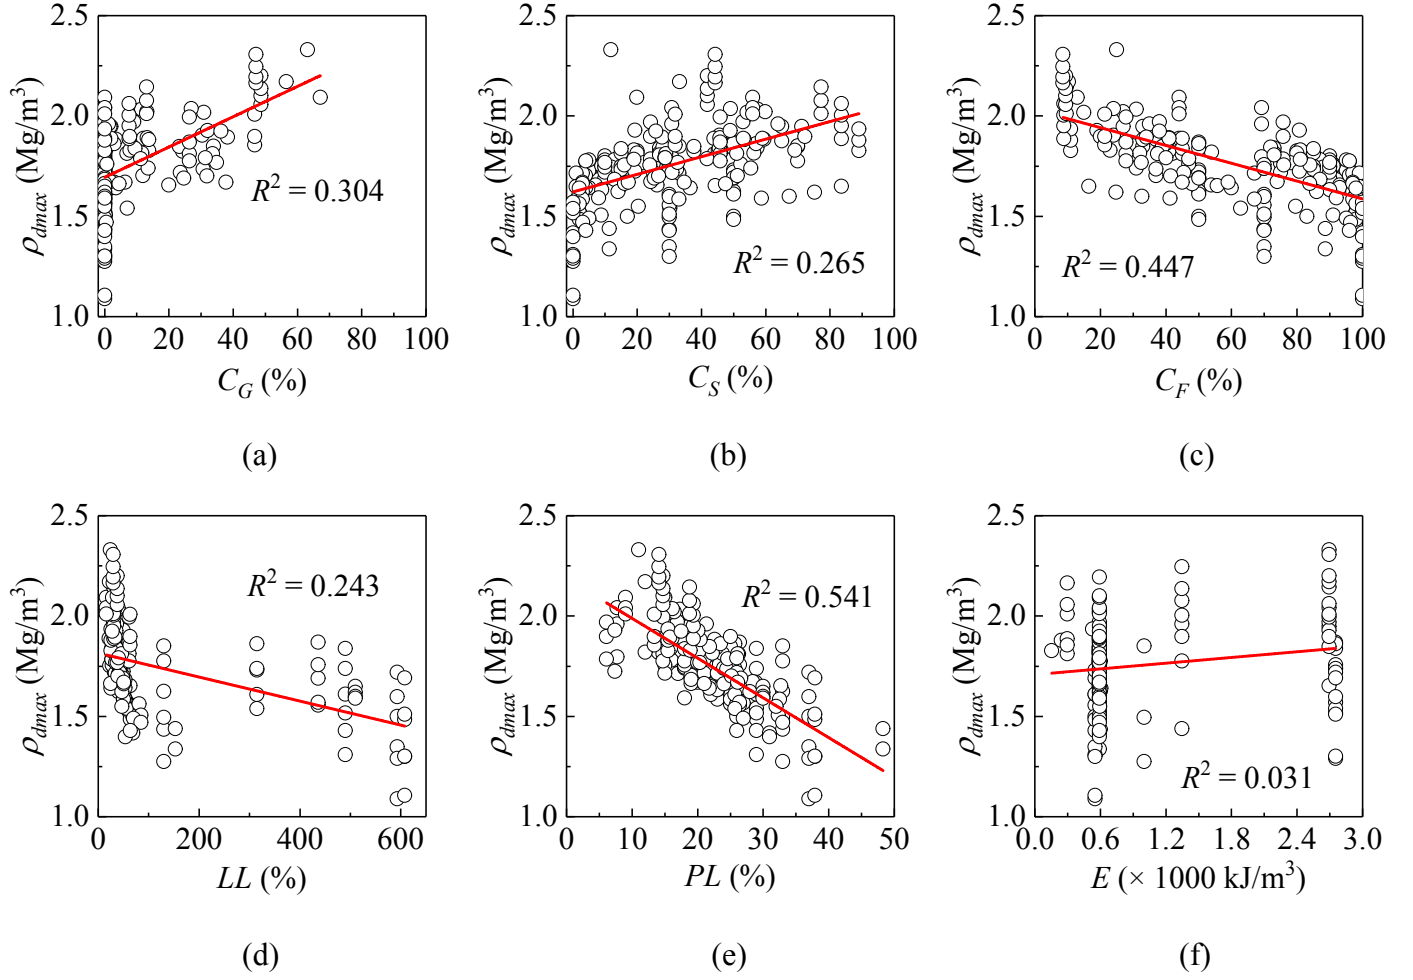 2.5
2.0
1.5
1.0
ρdmax (Mg/m³)
R² = 0.304
0 20 40 60 80 100
C_G (%)
(a)
2.5
2.0
1.5
1.0
ρdmax (Mg/m³)
R² = 0.265
0 20 40 60 80 100
C_S (%)
(b)
2.5
2.0
1.5
1.0
ρdmax (Mg/m³)
R² = 0.447
0 20 40 60 80 100
C_F (%)
(c)
2.5
2.0
1.5
1.0
ρdmax (Mg/m³)
R² = 0.243
0 200 400 600
LL (%)
(d)
2.5
2.0
1.5
1.0
ρdmax (Mg/m³)
R² = 0.541
0 10 20 30 40 50
PL (%)
(e)
2.5
2.0
1.5
1.0
ρdmax (Mg/m³)
R² = 0.031
0.0 0.6 1.2 1.8 2.4 3.0
E (× 1000 kJ/m³)
(f)